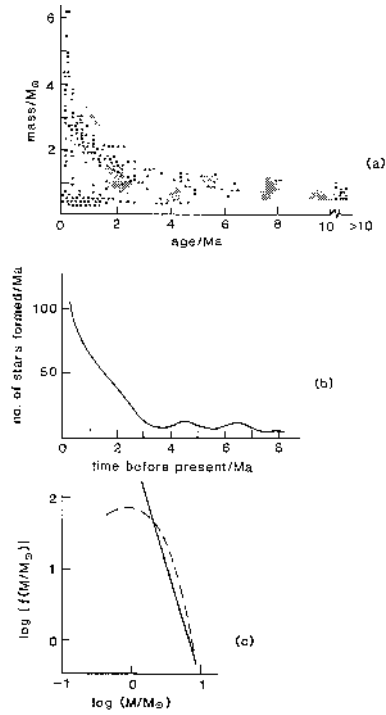 6
4
2
mass/M⊙
0 2 4 6 8 10 >10
age/Ma
(a)
100
50
no. of stars formed/Ma
0 2 4 6 8
time before present/Ma
(b)
2
1
0
log [f(M/M⊙)]
-1 0 1
log (M/M⊙)
(c)